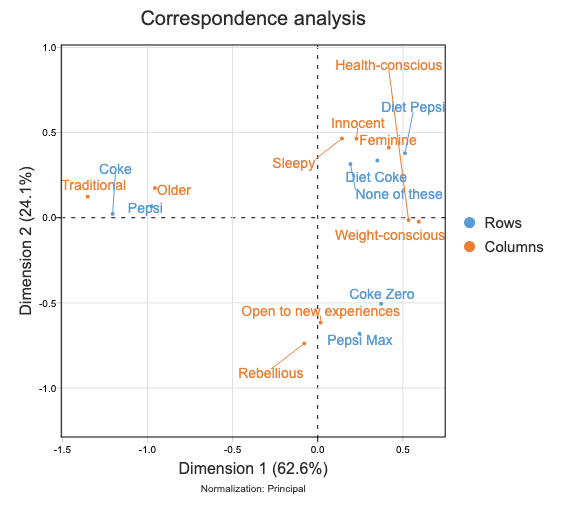 Correspondence analysis
1.0
Health-conscious
Diet Pepsi
Innocent
0.5
Feminine
Sleepy
Coke
Diet Coke
Traditional
Older
None of these
Pepsi
0.0
Weight-conscious
Rows
Columns
Dimension 2 (24.1%)
Coke Zero
-0.5
Open to new experiences
Pepsi Max
Rebellious
-1.0
-1.5 -1.0 -0.5 0.0 0.5
Dimension 1 (62.6%)
Normalization: Principal